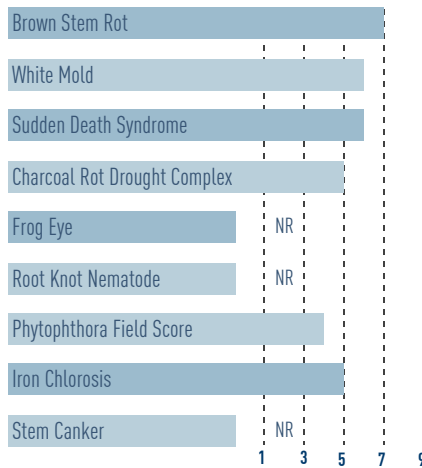 Brown Stem Rot
White Mold
Sudden Death Syndrome
Charcoal Rot Drought Complex
Frog Eye NR
Root Knot Nematode NR
Phytophthora Field Score
Iron Chlorosis
Stem Canker NR
1 3 5 7